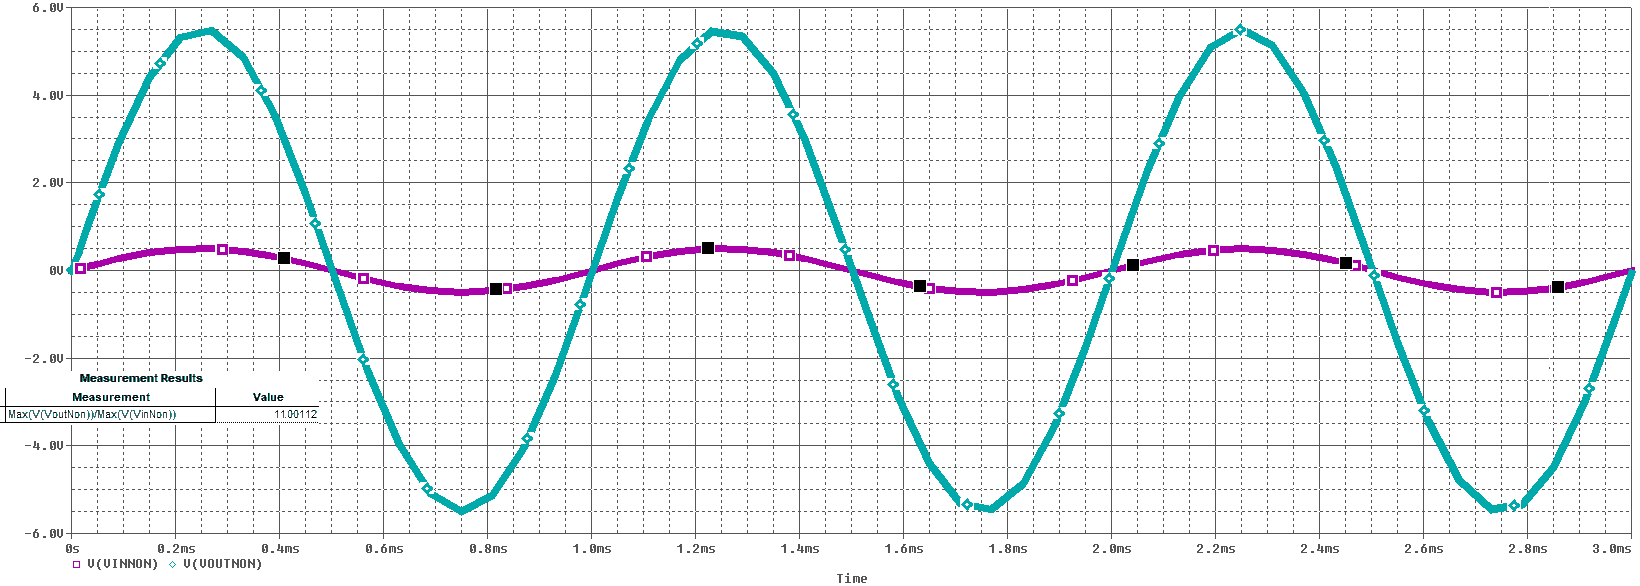 6.0V
4.0V
2.0V
0V
-2.0V
Measurement Results
Measurement Value
Max(V(VoutNon))/Max(V(VinNon)) 11.00112
-4.0V
-6.0V
0s 0.2ms 0.4ms 0.6ms 0.8ms 1.0ms 1.2ms 1.4ms 1.6ms 1.8ms 2.0ms 2.2ms 2.4ms 2.6ms 2.8ms 3.0ms
V(VINNON) V(VOUTNON)
Time